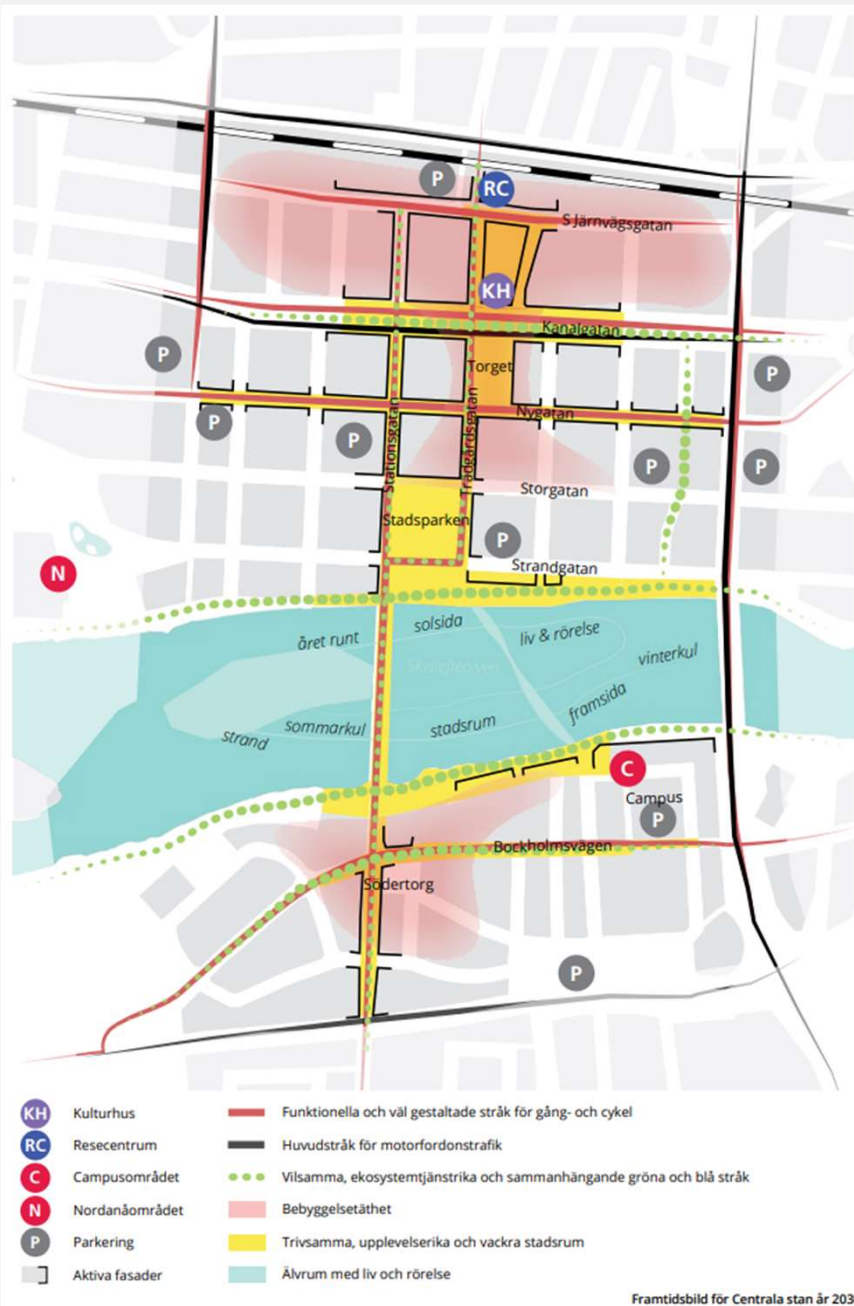 P
RC
S Järnvägsgatan
KH
Kanalgatan
P
Torget
P
Nygatan
P
P
Stationsgatan
Trädgårdsgatan
P
P
Storgatan
Stadsparken
P
Strandgatan
N
solsida
året runt
liv & rörelse
vinterkul
Skellefteälven
framsida
sommarkul
stadsrum
strand
C
Campus
P
Bockholmsvägen
Södertorg
P
KH Kulturhus
RC Resecentrum
C Campusområdet
N Nordanåområdet
P Parkering
Aktiva fasader
Funktionella och väl gestaltade stråk för gång- och cykel
Huvudstråk för motorfordonstrafik
Vilsamma, ekosystemtjänstrika och sammanhängande gröna och blå stråk
Bebyggelsetäthet
Trivsamma, upplevelserika och vackra stadsrum
Älvrum med liv och rörelse
Framtidsbild för Centrala stan år 203